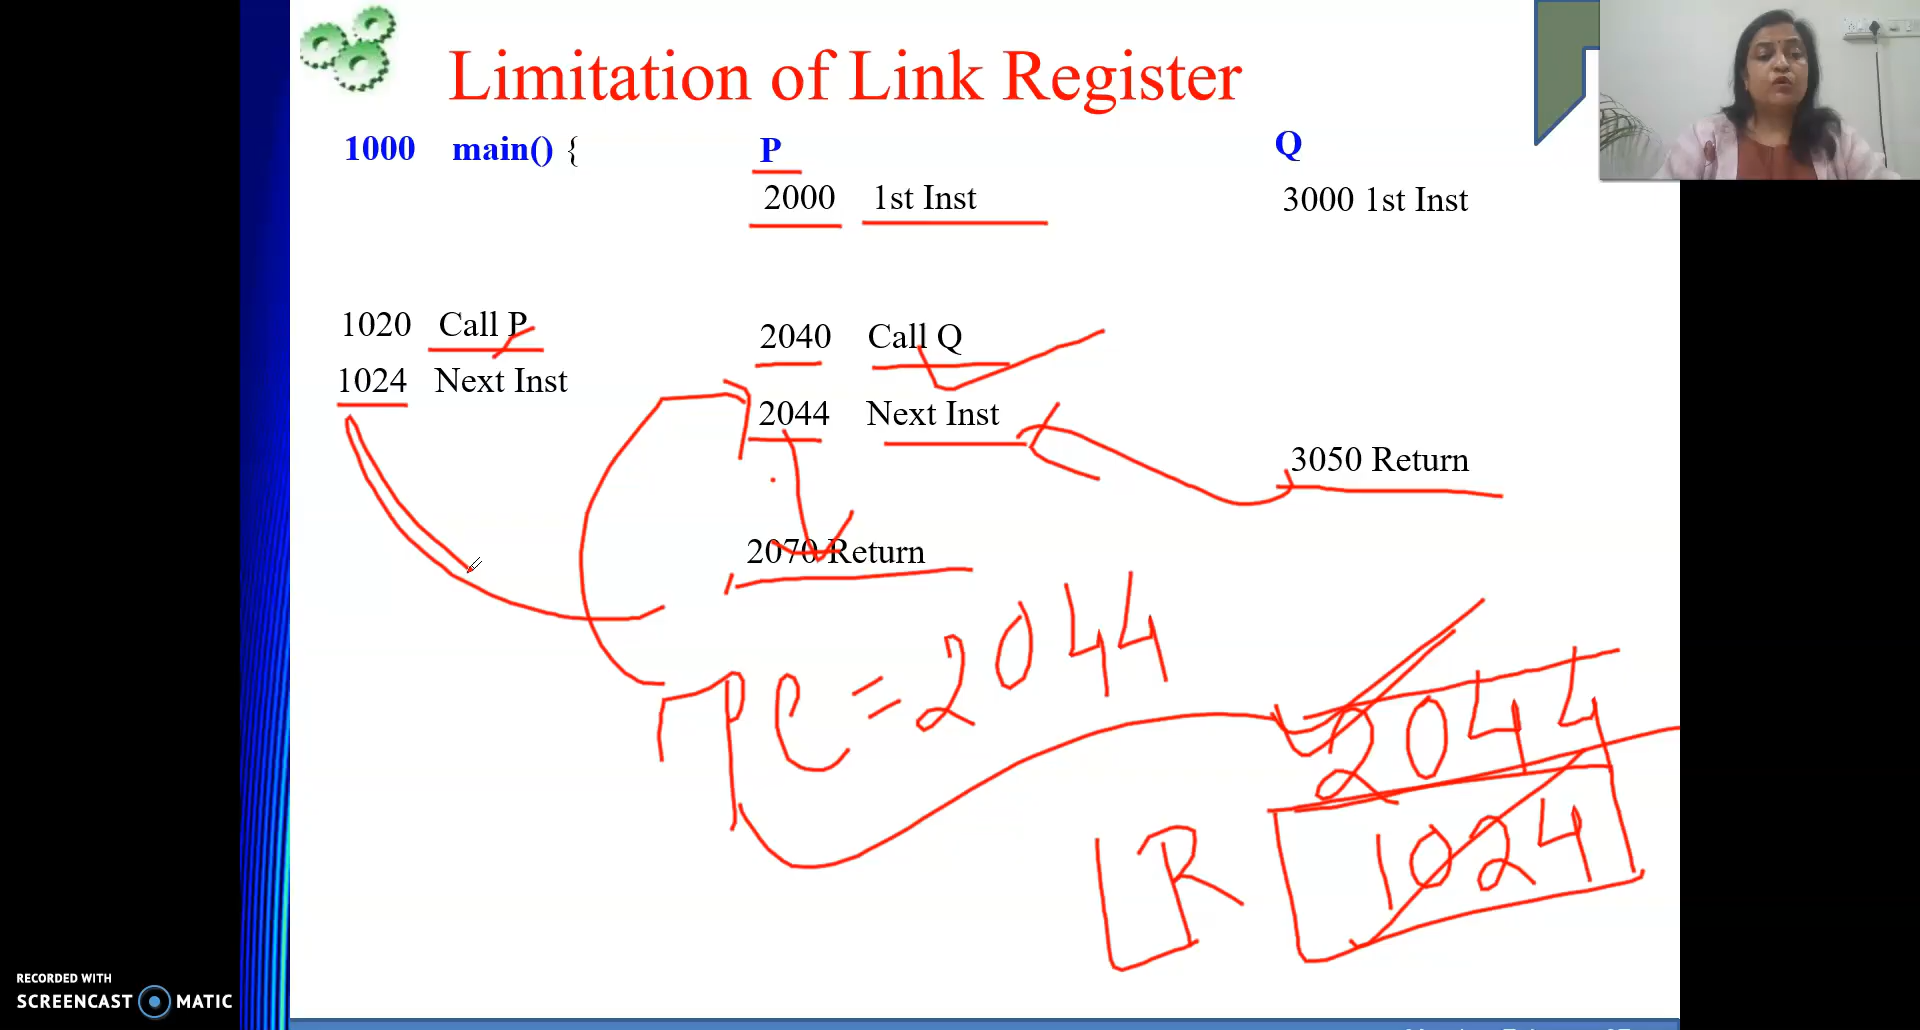 Limitation of Link Register
1000 main() {
P
Q
2000 1st Inst
3000 1st Inst
1020 Call P
2040 Call Q
1024 Next Inst
2044 Next Inst
3050 Return
2070 Return
PC = 2044
2044
LR 1024
RECORDED WITH
SCREENCAST MATIC